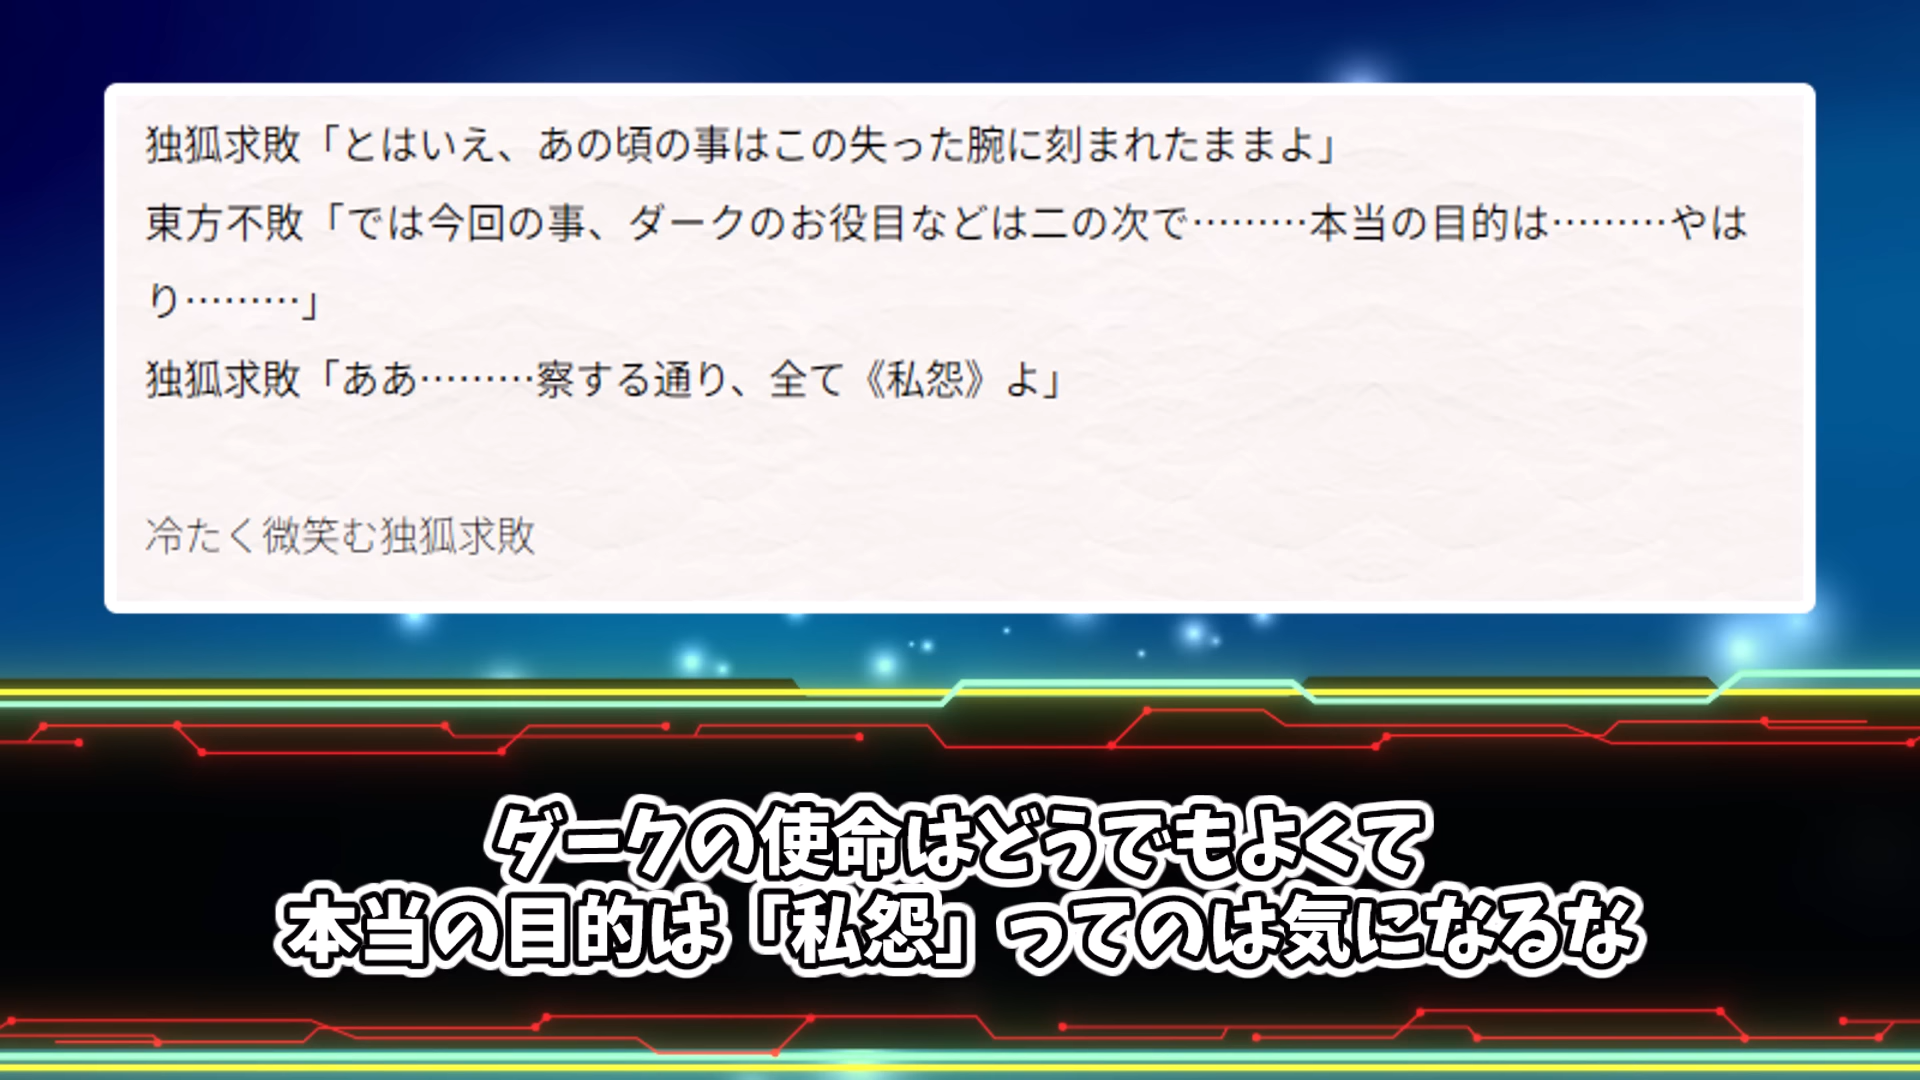 独狐求敗「とはいえ、あの頃の事はこの失った腕に刻まれたままよ」
東方不敗「では今回の事、ダークのお役目などは二の次で………本当の目的は………やは
り………」
独狐求敗「ああ………察する通り、全て《私怨》よ」
冷たく微笑む独狐求敗
ダークの使命はどうでもよくて
本当の目的は「私怨」ってのは気になるな